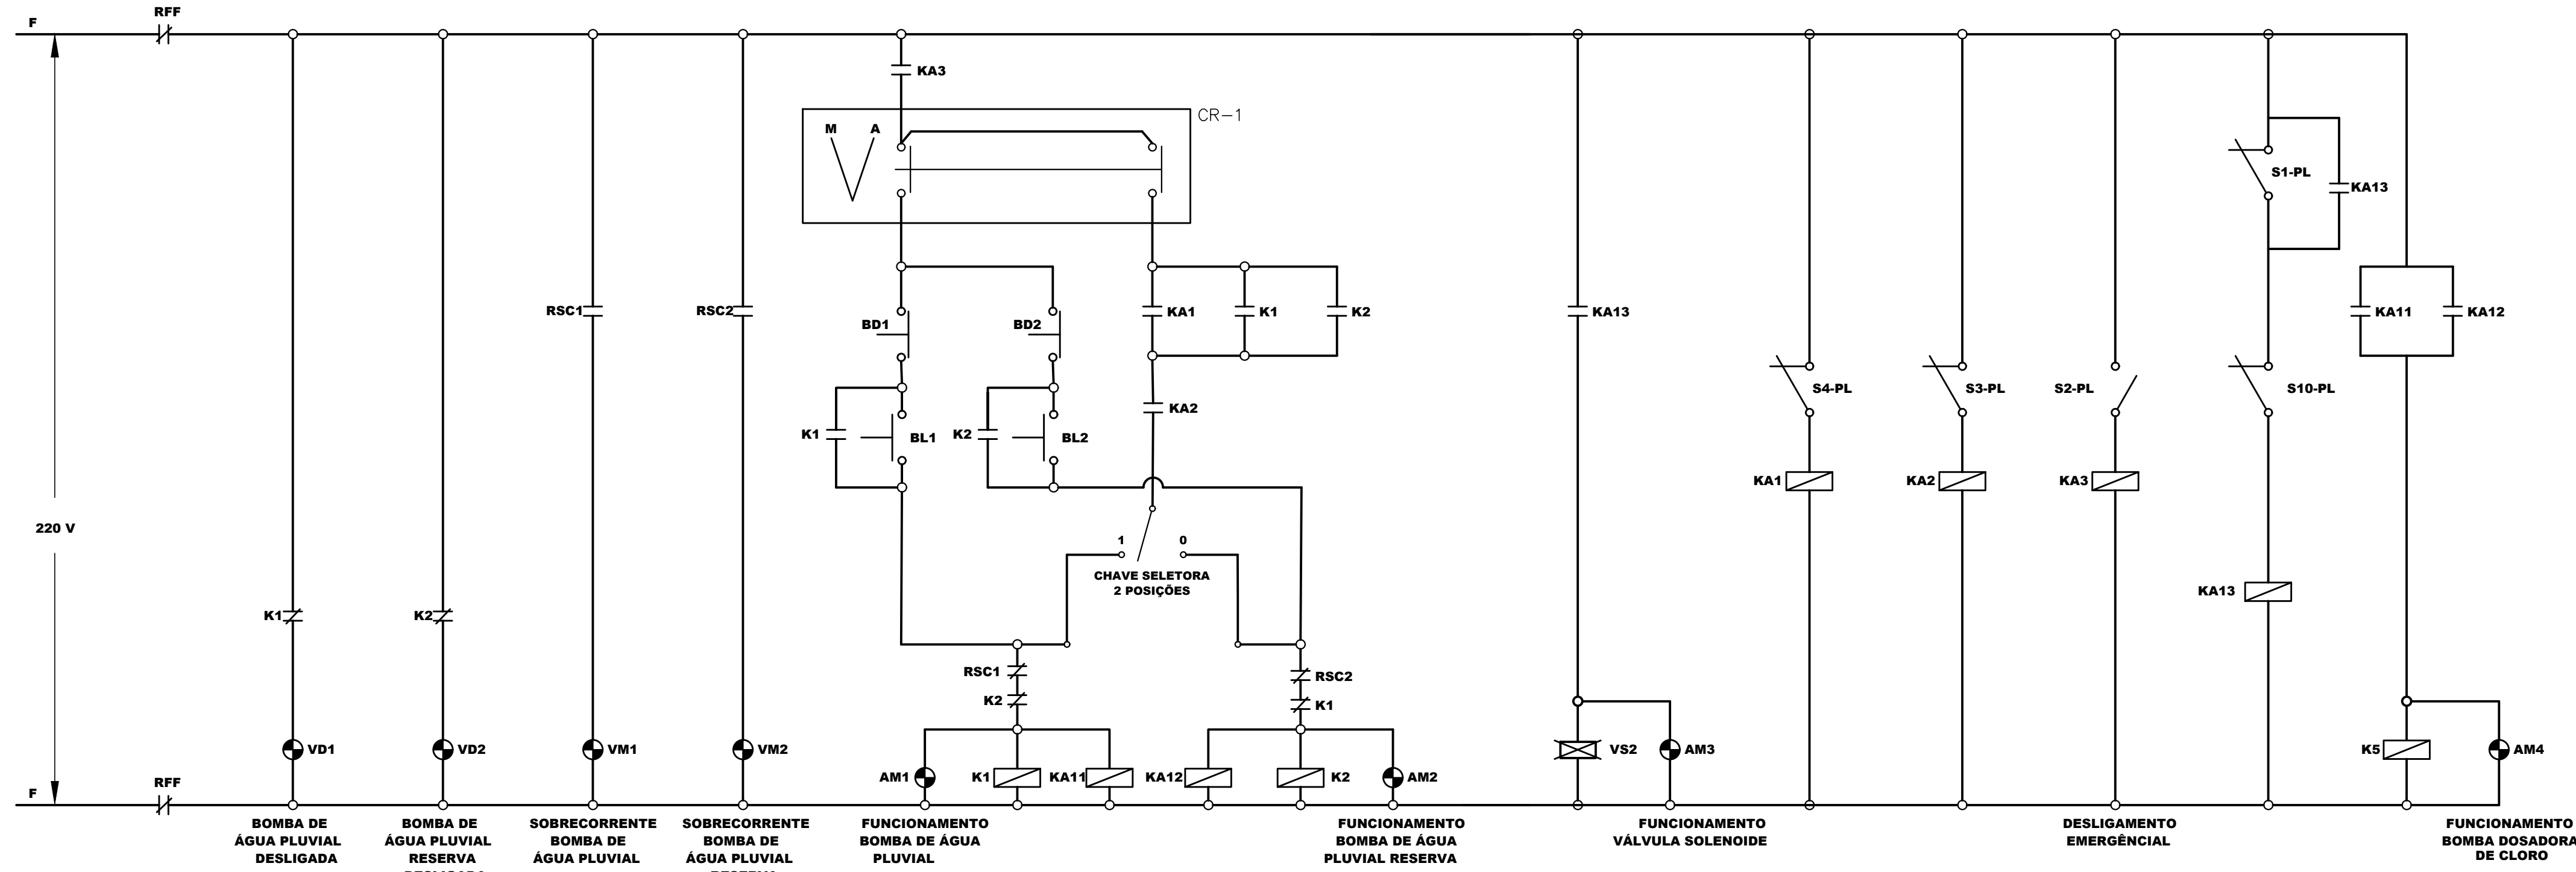 F
RFF
KA3
CR-1
M
A
S1-PL
KA13
RSC1
RSC2
BD1
BD2
KA1
K1
K2
KA13
KA11
KA12
S4-PL
S3-PL
S2-PL
S10-PL
KA2
K1
BL1
K2
BL2
KA1
KA2
KA3
220 V
1
0
CHAVE SELETORA
2 POSIÇÕES
KA13
K1
K2
RSC1
RSC2
K2
K1
VD1
VD2
VM1
VM2
VS2
AM3
K5
AM4
AM1
K1
KA11
KA12
K2
AM2
RFF
F
BOMBA DE
ÁGUA PLUVIAL
DESLIGADA
BOMBA DE
ÁGUA PLUVIAL
RESERVA
SOBRECORRENTE
BOMBA DE
ÁGUA PLUVIAL
SOBRECORRENTE
BOMBA DE
ÁGUA PLUVIAL
FUNCIONAMENTO
BOMBA DE ÁGUA
PLUVIAL
FUNCIONAMENTO
BOMBA DE ÁGUA
PLUVIAL RESERVA
FUNCIONAMENTO
VÁLVULA SOLENOIDE
DESLIGAMENTO
EMERGÊNCIAL
FUNCIONAMENTO
BOMBA DOSADORA
DE CLORO